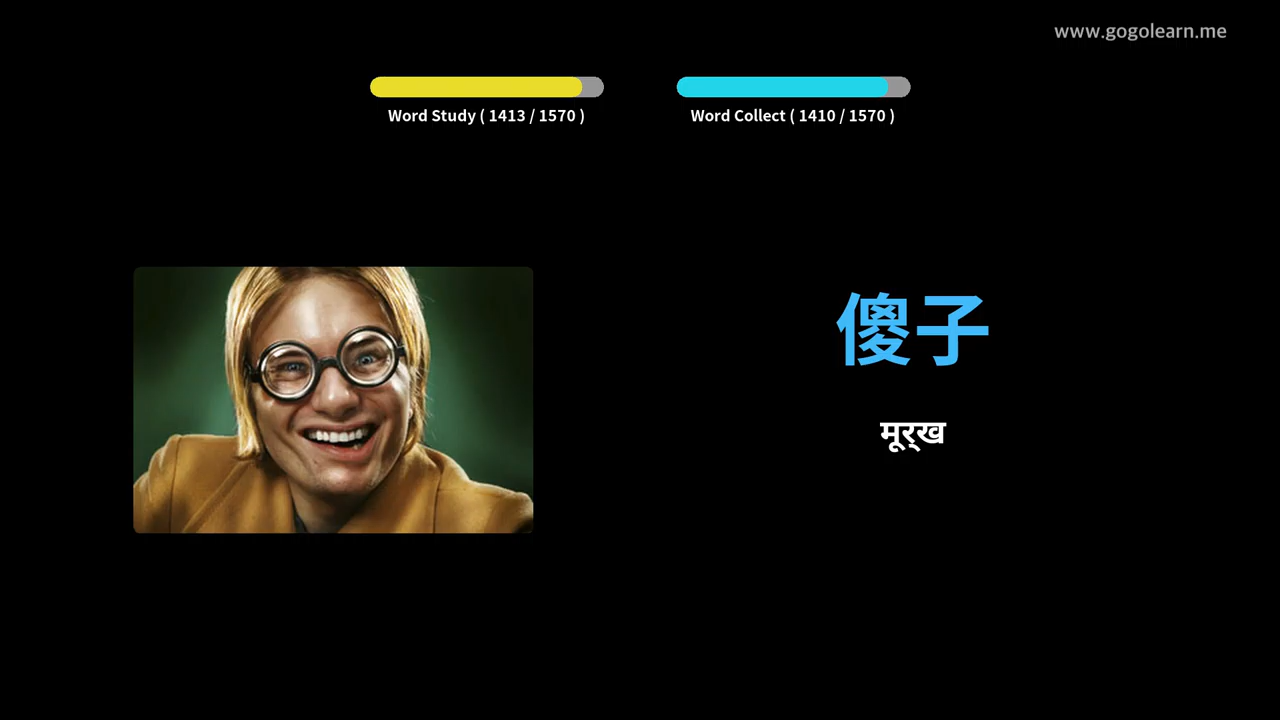 www.gogolearn.me
Word Study ( 1413 / 1570 )
Word Collect ( 1410 / 1570 )
傻子
मूर्ख